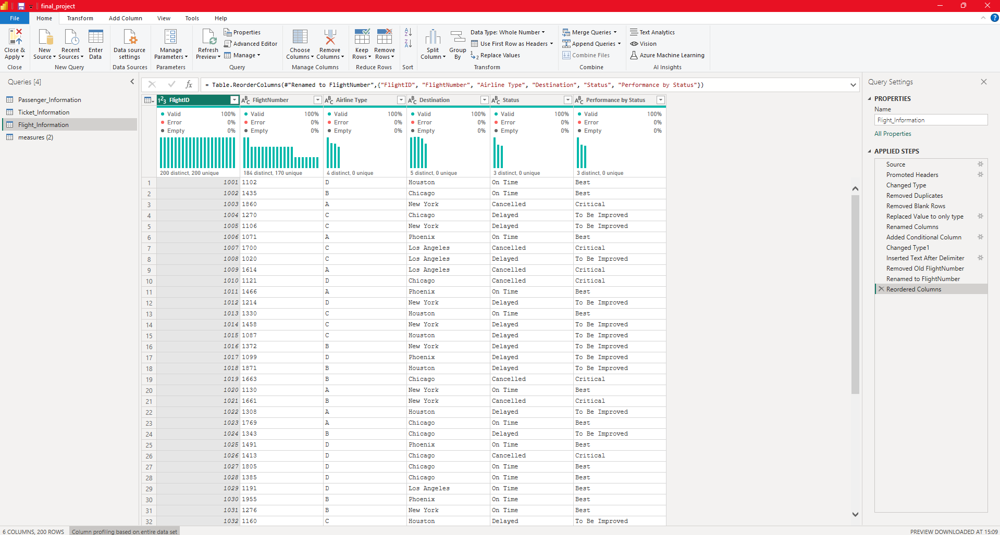 final_project
File Home Transform Add Column View Tools Help
Close & Apply
Close
New Source
Recent Sources
Enter Data
New Query
Data source settings
Data Sources
Manage Parameters
Parameters
Refresh Preview
Properties
Advanced Editor
Manage
Query
Choose Columns
Remove Columns
Manage Columns
Keep Rows
Remove Rows
Reduce Rows
Sort
Split Column
Group By
Data Type: Whole Number
Use First Row as Headers
Replace Values
Transform
Merge Queries
Append Queries
Combine Files
Combine
Text Analytics
Vision
Azure Machine Learning
AI Insights
Queries [4]
Passenger_Information
Ticket_Information
Flight_Information
measures (2)
fx = Table.ReorderColumns(#"Renamed to FlightNumber",{"FlightID", "FlightNumber", "Airline Type", "Destination", "Status", "Performance by Status"})
FlightID FlightNumber Airline Type Destination Status Performance by Status
Valid 100% Valid 100% Valid 100% Valid 100% Valid 100% Valid 100%
Error 0% Error 0% Error 0% Error 0% Error 0% Error 0%
Empty 0% Empty 0% Empty 0% Empty 0% Empty 0% Empty 0%
200 distinct, 200 unique 184 distinct, 170 unique 4 distinct, 0 unique 5 distinct, 0 unique 3 distinct, 0 unique 3 distinct, 0 unique
1 1001 1102 D Houston On Time Best
2 1002 1435 B Chicago On Time Best
3 1003 1860 A New York Cancelled Critical
4 1004 1270 C Chicago Delayed To Be Improved
5 1005 1106 C New York Delayed To Be Improved
6 1006 1071 A Phoenix On Time Best
7 1007 1700 C Los Angeles Cancelled Critical
8 1008 1020 C Los Angeles Delayed To Be Improved
9 1009 1614 A Los Angeles Cancelled Critical
10 1010 1121 D Chicago Cancelled Critical
11 1011 1466 A Phoenix On Time Best
12 1012 1214 D New York Delayed To Be Improved
13 1013 1330 C Houston On Time Best
14 1014 1458 C New York Delayed To Be Improved
15 1015 1087 C Houston Delayed To Be Improved
16 1016 1372 B New York Delayed To Be Improved
17 1017 1099 D Phoenix Delayed To Be Improved
18 1018 1871 B Houston Delayed To Be Improved
19 1019 1663 B Chicago Cancelled Critical
20 1020 1130 A New York On Time Best
21 1021 1661 B New York Cancelled Critical
22 1022 1308 A Houston Delayed To Be Improved
23 1023 1769 A Chicago On Time Best
24 1024 1343 B Chicago Delayed To Be Improved
25 1025 1491 D Phoenix On Time Best
26 1026 1413 D Chicago Cancelled Critical
27 1027 1805 D Chicago On Time Best
28 1028 1385 D Chicago On Time Best
29 1029 1191 D Los Angeles On Time Best
30 1030 1955 B Phoenix On Time Best
31 1031 1276 B New York On Time Best
32 1032 1160 C Houston Delayed To Be Improved
Query Settings
PROPERTIES
Name
Flight_Information
All Properties
APPLIED STEPS
Source
Promoted Headers
Changed Type
Removed Duplicates
Removed Blank Rows
Replaced Value to only type
Renamed Columns
Added Conditional Column
Changed Type1
Inserted Text After Delimiter
Removed Old FlightNumber
Renamed to FlightNumber
Reordered Columns
6 COLUMNS, 200 ROWS Column profiling based on entire data set PREVIEW DOWNLOADED AT 15:09